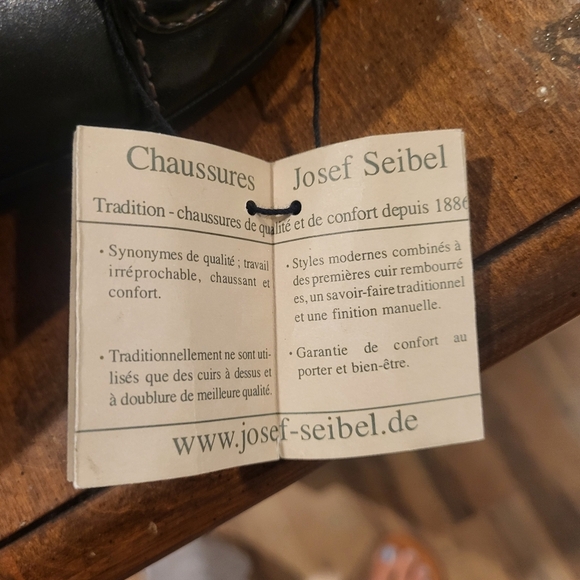 Chaussures Josef Seibel
Tradition - chaussures de qualité et de confort depuis 1886
• Synonymes de qualité ; travail
irréprochable, chaussant et
confort.
• Traditionnellement ne sont uti-
lisés que des cuirs à dessus et
à doublure de meilleure qualité.
• Styles modernes combinés à
des premières cuir rembourré
es, un savoir-faire traditionnel
et une finition manuelle.
• Garantie de confort au
porter et bien-être.
www.josef-seibel.de